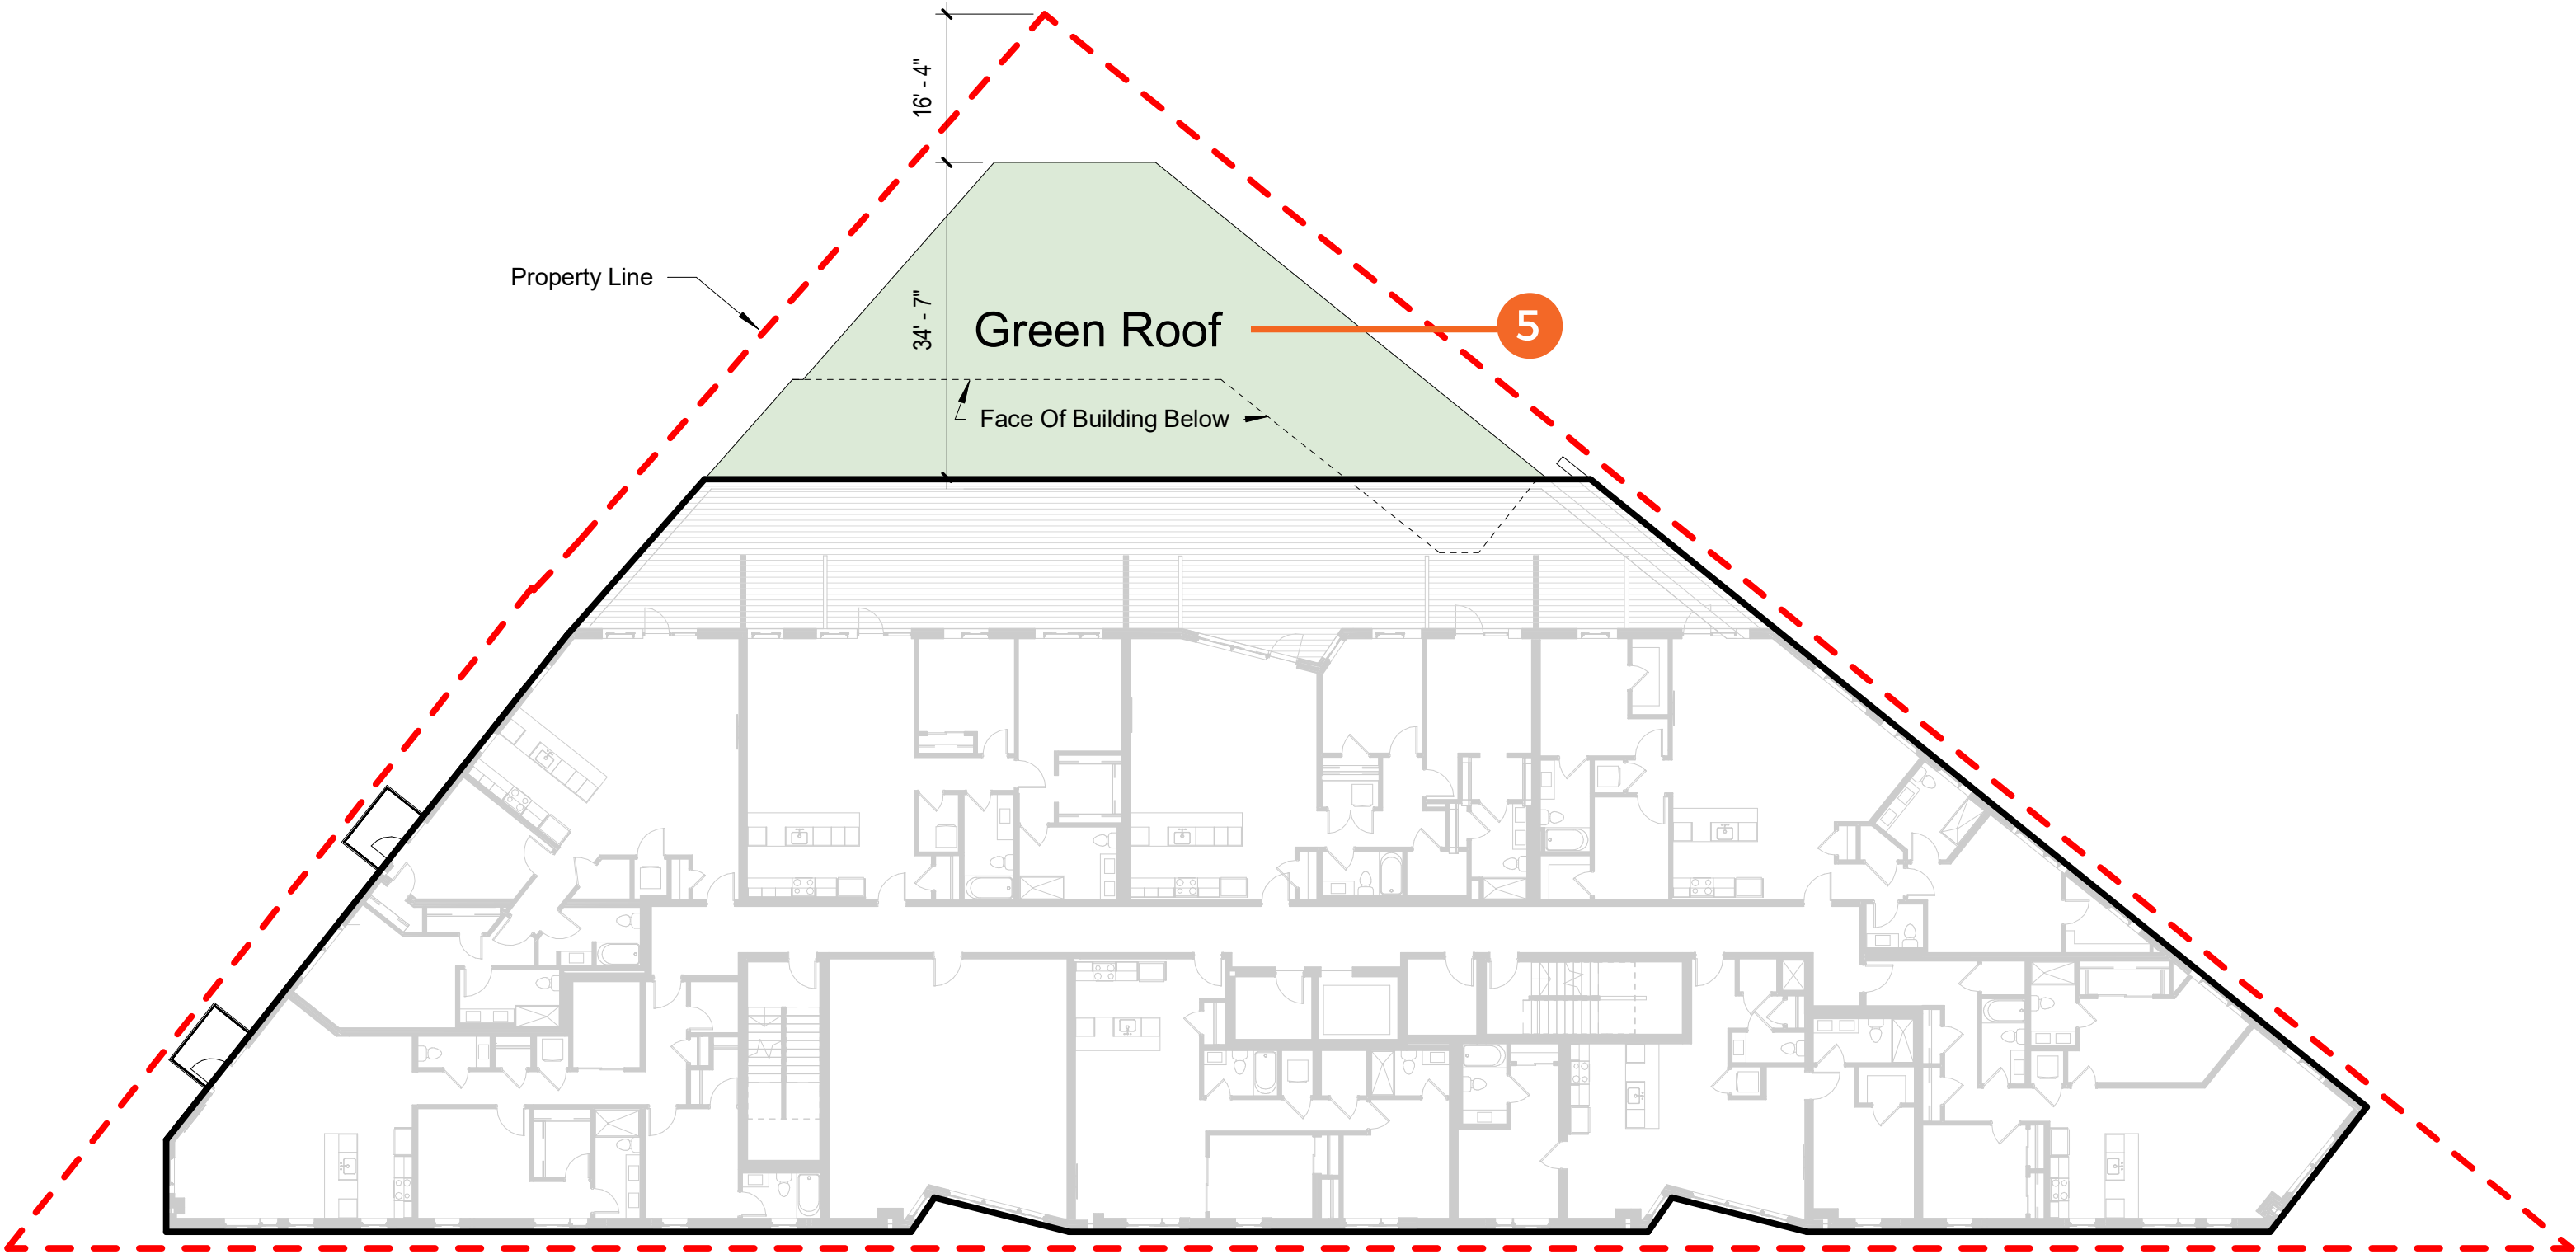 16' - 4"
Property Line
34' - 7"
Green Roof
5
Face Of Building Below